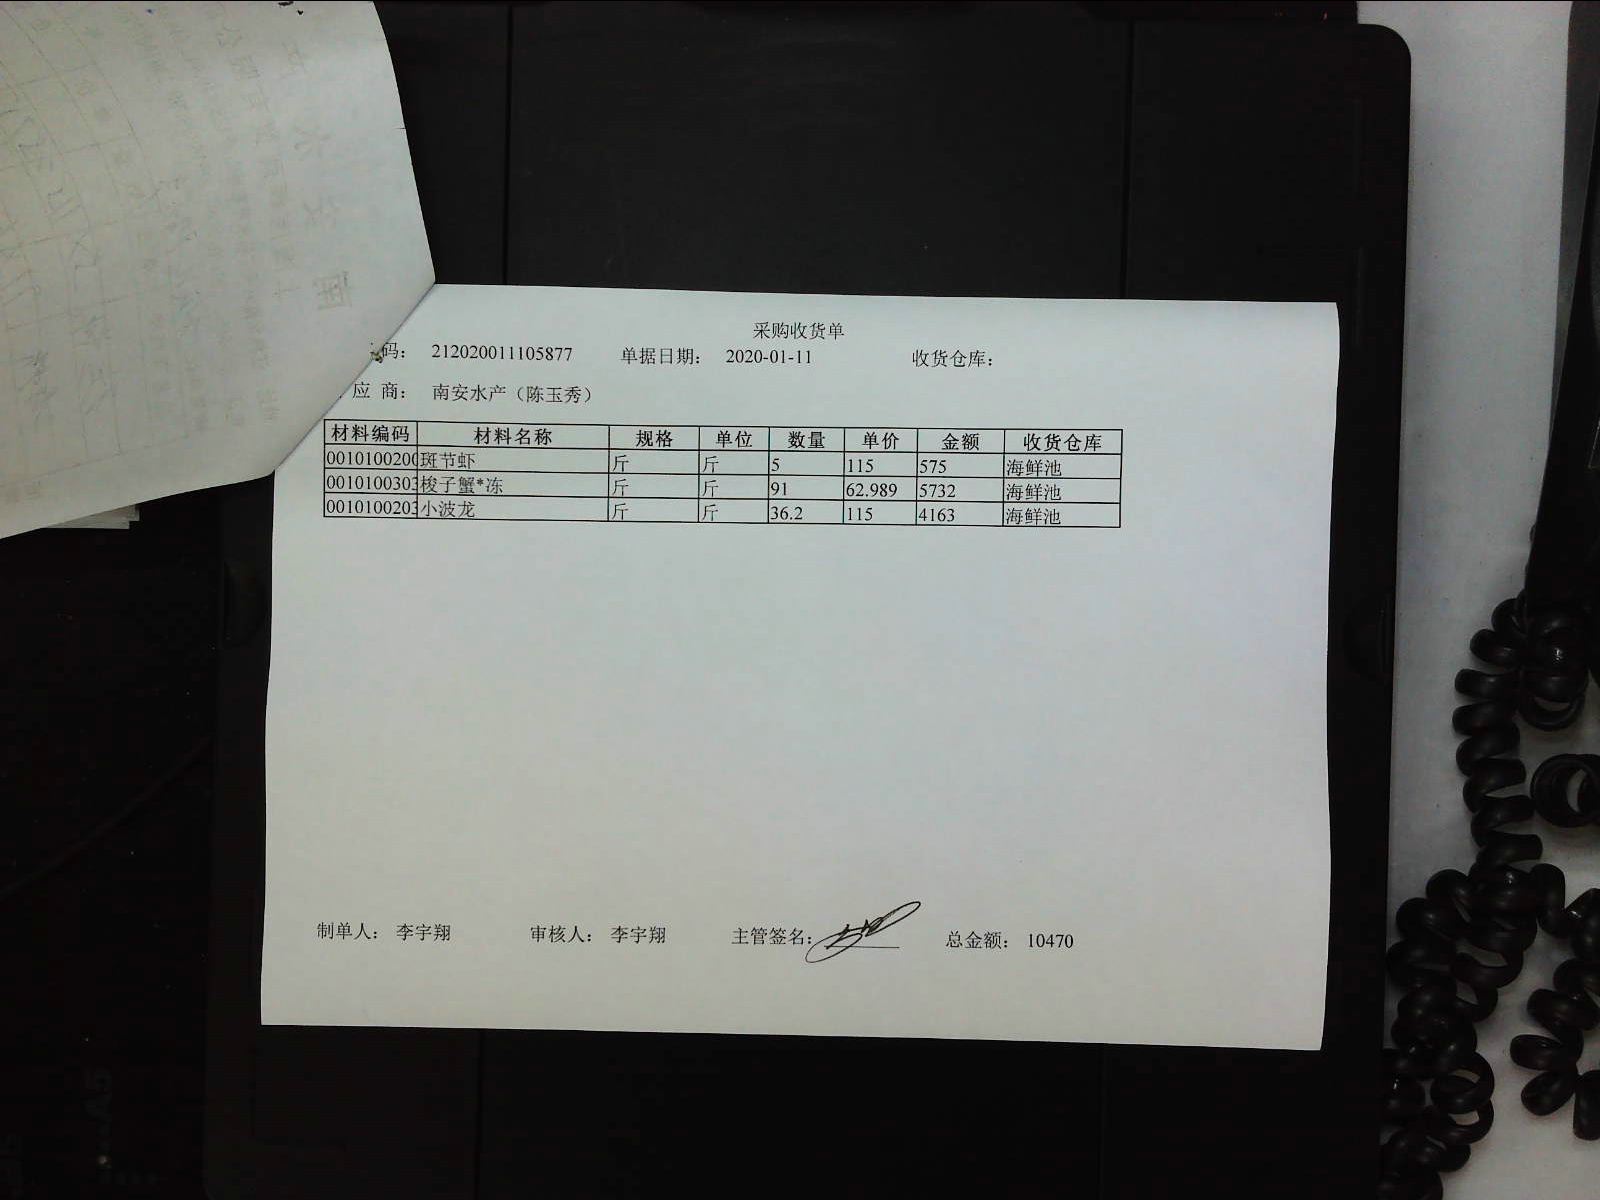 采购收货单
码： 212020011105877 单据日期： 2020-01-11 收货仓库：
应 商： 南安水产（陈玉秀）
材料编码 材料名称 规格 单位 数量 单价 金额 收货仓库
0010100200 斑节虾 斤 斤 5 115 575 海鲜池
0010100303 梭子蟹*冻 斤 斤 91 62.989 5732 海鲜池
0010100203 小波龙 斤 斤 36.2 115 4163 海鲜池
制单人： 李宇翔 审核人： 李宇翔 主管签名： 总金额： 10470